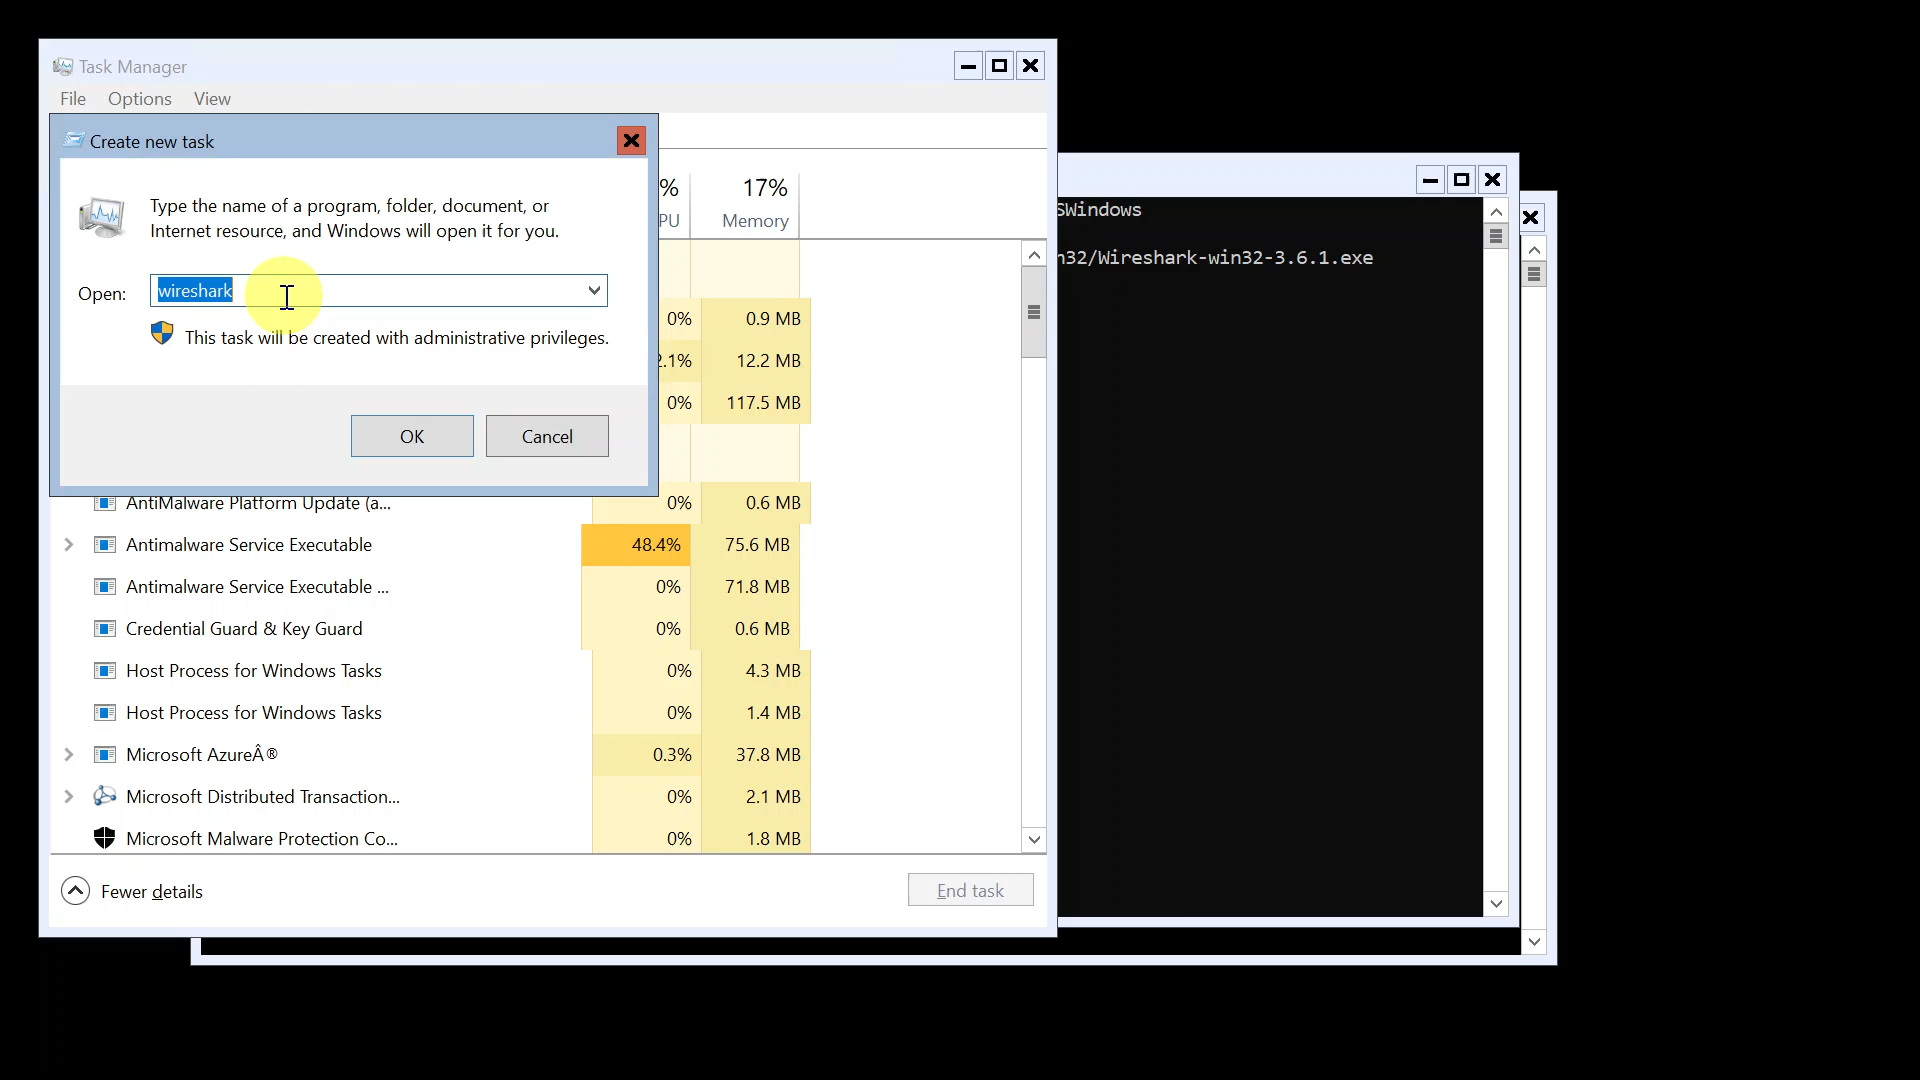 Task Manager
File Options View
Create new task
Type the name of a program, folder, document, or
Internet resource, and Windows will open it for you.
Open: wireshark
This task will be created with administrative privileges.
OK Cancel
% 17%
PU Memory
0% 0.9 MB
2.1% 12.2 MB
0% 117.5 MB
AntiMalware Platform Update (a... 0% 0.6 MB
Antimalware Service Executable 48.4% 75.6 MB
Antimalware Service Executable ... 0% 71.8 MB
Credential Guard & Key Guard 0% 0.6 MB
Host Process for Windows Tasks 0% 4.3 MB
Host Process for Windows Tasks 0% 1.4 MB
Microsoft AzureÂ® 0.3% 37.8 MB
Microsoft Distributed Transaction... 0% 2.1 MB
Microsoft Malware Protection Co... 0% 1.8 MB
Fewer details End task
SWindows
n32/Wireshark-win32-3.6.1.exe